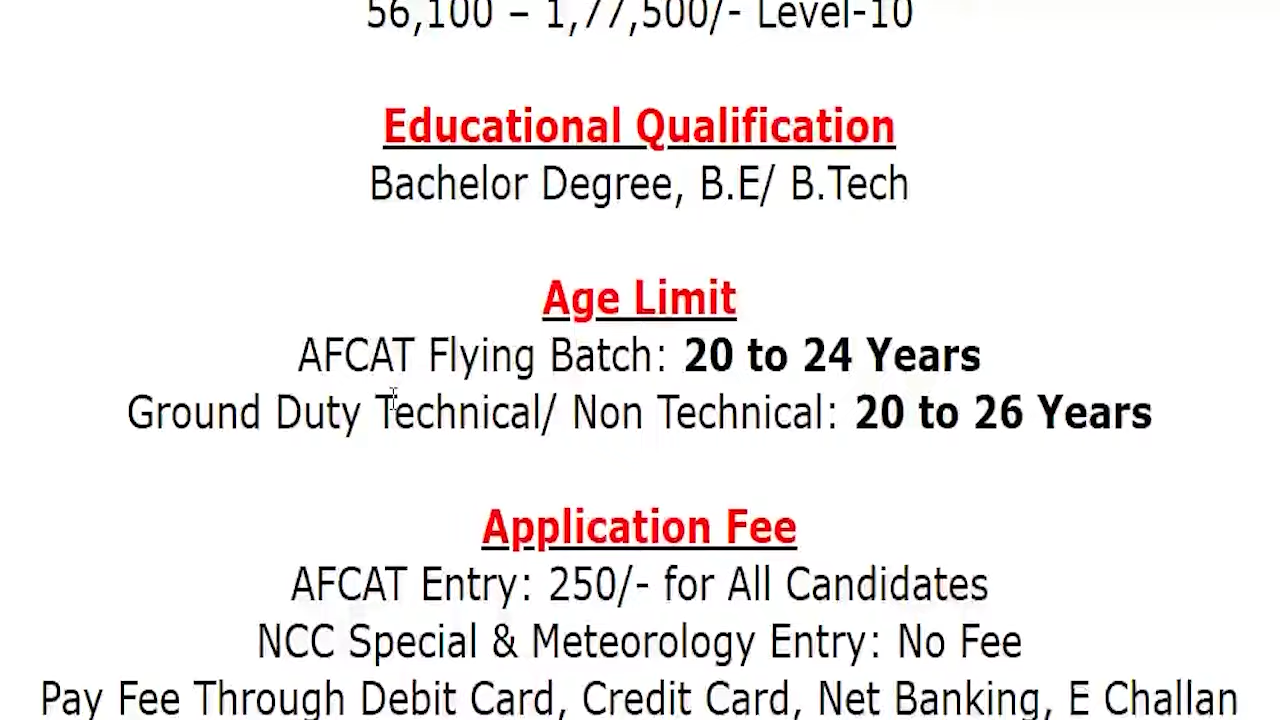 56,100 – 1,77,500/- Level-10
Educational Qualification
Bachelor Degree, B.E/ B.Tech
Age Limit
AFCAT Flying Batch: 20 to 24 Years
Ground Duty Technical/ Non Technical: 20 to 26 Years
Application Fee
AFCAT Entry: 250/- for All Candidates
NCC Special & Meteorology Entry: No Fee
Pay Fee Through Debit Card, Credit Card, Net Banking, E Challan